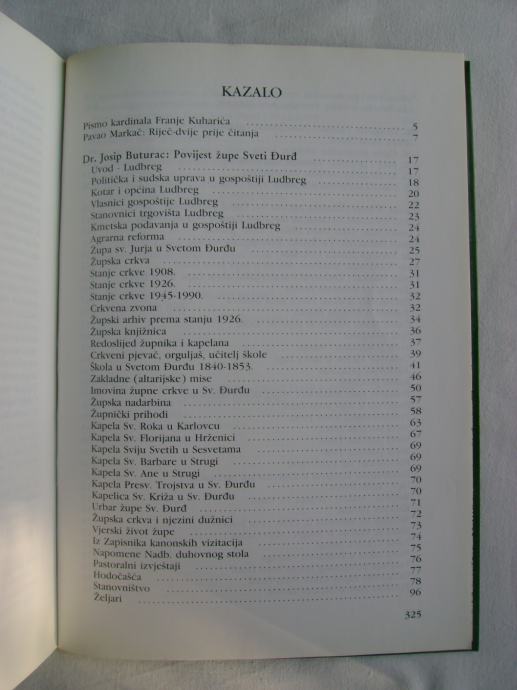 KAZALO
Pismo kardinala Franje Kuharića ........ 5
Pavao Markač: Riječ-dvije prije čitanja ........ 7
Dr. Josip Buturac: Povijest župe Sveti Đurđ ........ 17
Uvod - Ludbreg ........ 17
Politička i sudska uprava u gospoštiji Ludbreg ........ 18
Kotar i općina Ludbreg ........ 20
Vlasnici gospoštije Ludbreg ........ 22
Stanovnici trgovišta Ludbreg ........ 23
Kmetska podavanja u gospoštiji Ludbreg ........ 24
Agrarna reforma ........ 24
Župa sv. Jurja u Svetom Đurđu ........ 25
Župska crkva ........ 27
Stanje crkve 1908. ........ 31
Stanje crkve 1926. ........ 31
Stanje crkve 1945-1990. ........ 32
Crkvena zvona ........ 32
Župski arhiv prema stanju 1926. ........ 34
Župska knjižnica ........ 36
Redoslijed župnika i kapelana ........ 37
Crkveni pjevač, orguljaš, učitelj škole ........ 39
Škola u Svetom Đurđu 1840-1853. ........ 41
Zakladne (altarijske) mise ........ 46
Imovina župne crkve u Sv. Đurđu ........ 50
Župska nadarbina ........ 57
Župnički prihodi ........ 58
Kapela Sv. Roka u Karlovcu ........ 63
Kapela Sv. Florijana u Hrženici ........ 67
Kapela Sviju Svetih u Sesvetama ........ 69
Kapela Sv. Barbare u Strugi ........ 69
Kapela Sv. Ane u Strugi ........ 69
Kapela Presv. Trojstva u Sv. Đurđu ........ 70
Kapelica Sv. Križa u Sv. Đurđu ........ 70
Urbar župe Sv. Đurđ ........ 71
Župska crkva i njezini dužnici ........ 72
Vjerski život župe ........ 73
Iz Zapisnika kanonskih vizitacija ........ 74
Napomene Nadb. duhovnog stola ........ 75
Pastoralni izvještaji ........ 76
Hodočašća ........ 77
Stanovništvo ........ 78
Željari ........ 96
325